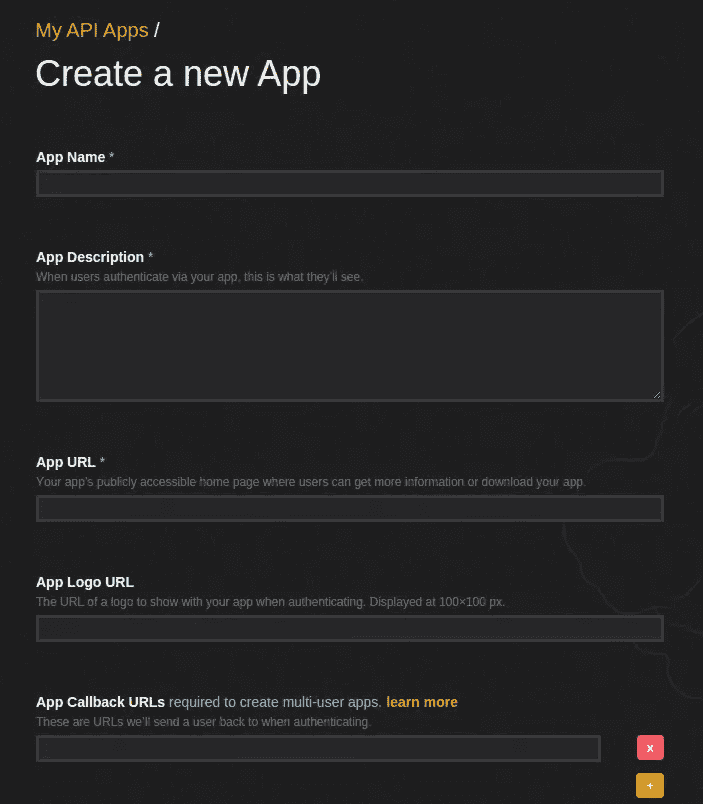 My API Apps /
Create a new App
App Name *
App Description *
When users authenticate via your app, this is what they'll see.
App URL *
Your app's publicly accessible home page where users can get more information or download your app.
App Logo URL
The URL of a logo to show with your app when authenticating. Displayed at 100×100 px.
App Callback URLs required to create multi-user apps. learn more
These are URLs we'll send a user back to when authenticating.
x
+